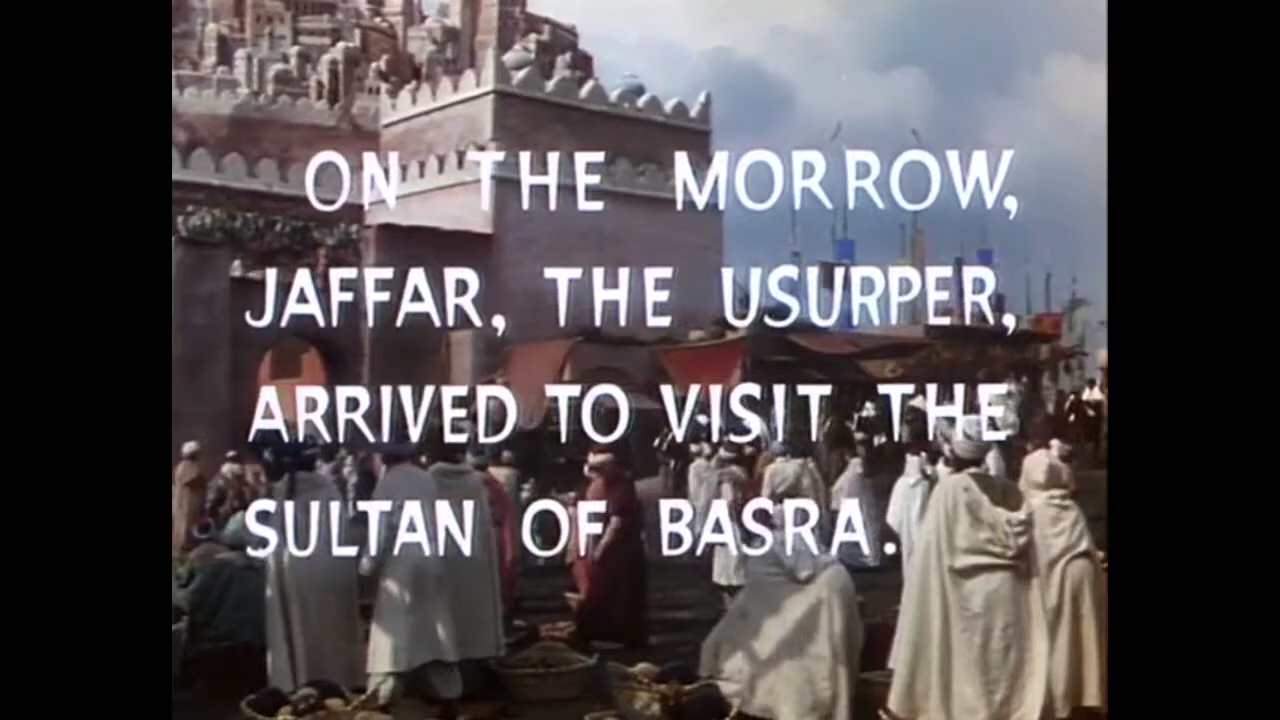 ON THE MORROW,
JAFFAR, THE USURPER,
ARRIVED TO VISIT THE
SULTAN OF BASRA.